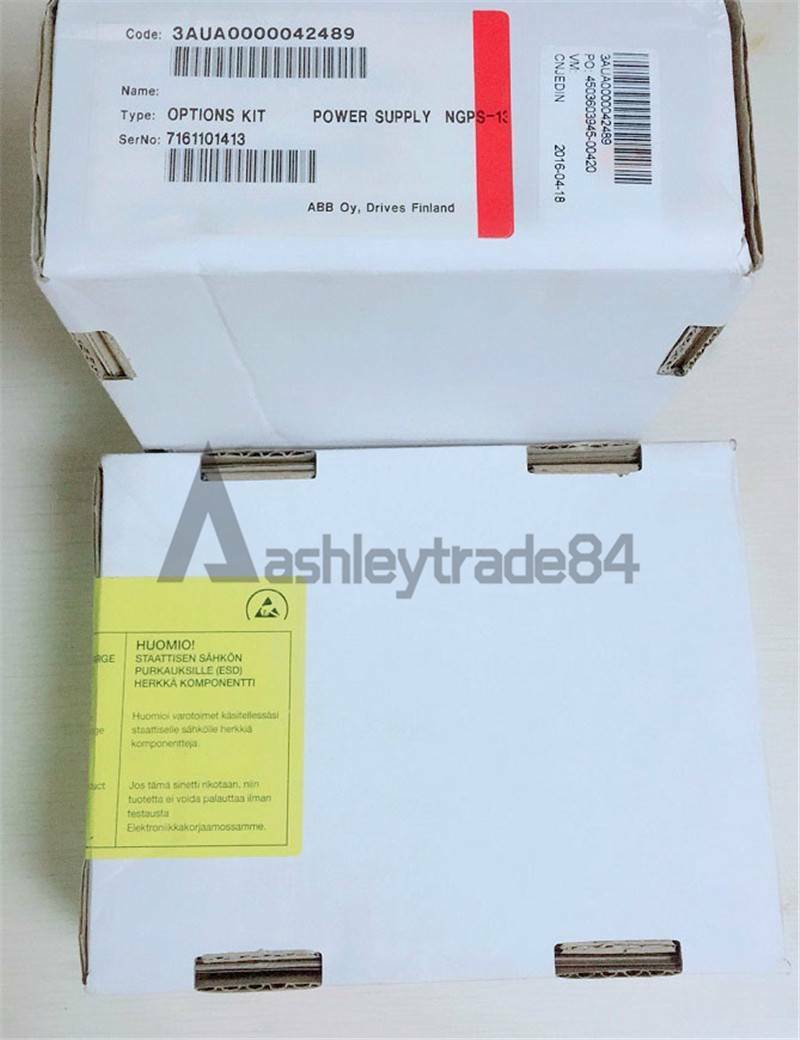 Code: 3AUA0000042489
Name:
Type: OPTIONS KIT POWER SUPPLY NGPS-13
SerNo: 7161101413
ABB Oy, Drives Finland
3AUA0000042489
PO: 4503603945-00420
VM:
CNJEDIN 2016-04-18
ashleytrade84
HUOMIO!
STAATTISEN SÄHKÖN
PURKAUKSILLE (ESD)
HERKKÄ KOMPONENTTI
Huomioi varotoimet käsitellessäsi
staattiselle sähkölle herkkiä
komponentteja.
Jos tämä sinetti rikotaan, niin
tuotetta ei voida palauttaa ilman
testausta
Elektroniikkakorjaamossamme.